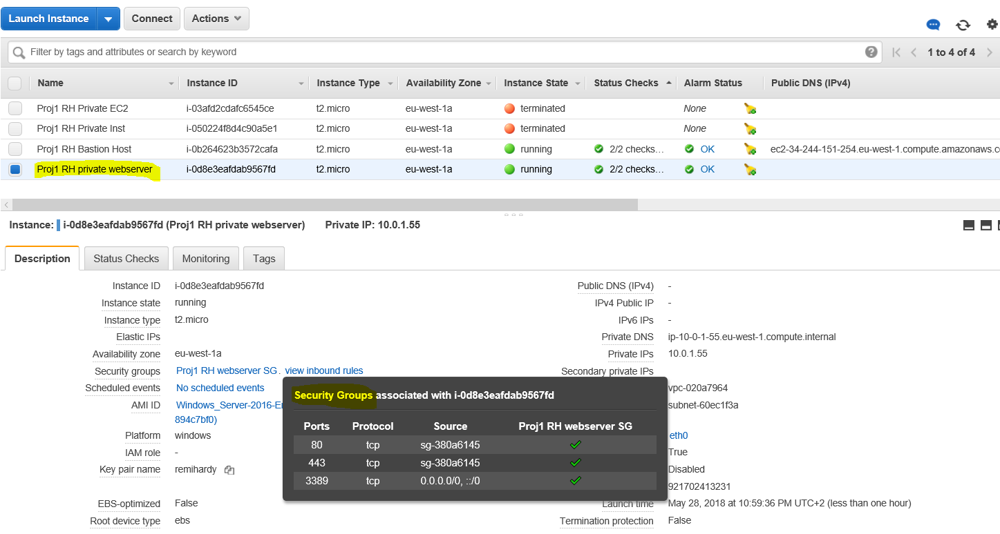 Launch Instance Connect Actions
Filter by tags and attributes or search by keyword 1 to 4 of 4
Name Instance ID Instance Type Availability Zone Instance State Status Checks Alarm Status Public DNS (IPv4)
Proj1 RH Private EC2 i-03afd2cdafc6545ce t2.micro eu-west-1a terminated None
Proj1 RH Private Inst i-050224f8d4c90a5e1 t2.micro eu-west-1a terminated None
Proj1 RH Bastion Host i-0b264623b3572cafa t2.micro eu-west-1a running 2/2 checks… OK ec2-34-244-151-254.eu-west-1.compute.amazonaws.c
Proj1 RH private webserver i-0d8e3eafdab9567fd t2.micro eu-west-1a running 2/2 checks… OK
Instance: i-0d8e3eafdab9567fd (Proj1 RH private webserver) Private IP: 10.0.1.55
Description Status Checks Monitoring Tags
Instance ID i-0d8e3eafdab9567fd Public DNS (IPv4) -
Instance state running IPv4 Public IP -
Instance type t2.micro IPv6 IPs -
Elastic IPs Private DNS ip-10-0-1-55.eu-west-1.compute.internal
Availability zone eu-west-1a Private IPs 10.0.1.55
Security groups Proj1 RH webserver SG. view inbound rules Secondary private IPs
Scheduled events No scheduled events vpc-020a7964
AMI ID Windows_Server-2016-En subnet-60ec1f3a
894c7bf0)
Platform windows eth0
IAM role - True
Key pair name remihardy Disabled
921702413231
EBS-optimized False Launch time May 28, 2018 at 10:59:36 PM UTC+2 (less than one hour)
Root device type ebs Termination protection False
Security Groups associated with i-0d8e3eafdab9567fd
Ports Protocol Source Proj1 RH webserver SG
80 tcp sg-380a6145
443 tcp sg-380a6145
3389 tcp 0.0.0.0/0, ::/0